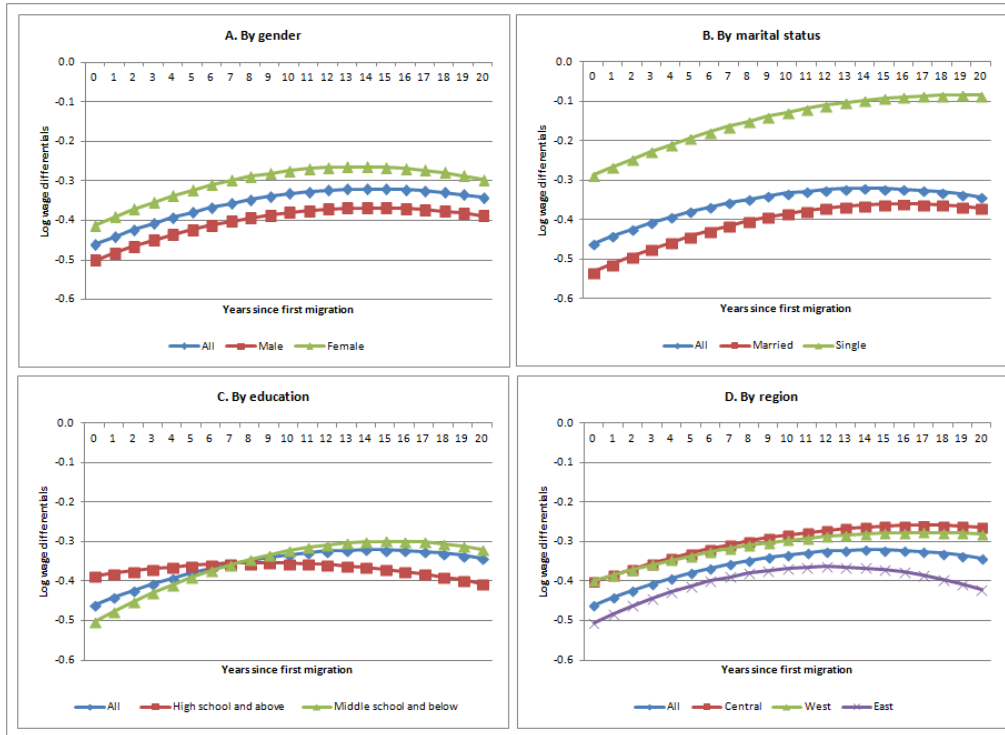 A. By gender
0 1 2 3 4 5 6 7 8 9 10 11 12 13 14 15 16 17 18 19 20
0.0
-0.1
-0.2
-0.3
-0.4
-0.5
-0.6
Log wage differentials
Years since first migration
All Male Female
B. By marital status
0 1 2 3 4 5 6 7 8 9 10 11 12 13 14 15 16 17 18 19 20
0.0
-0.1
-0.2
-0.3
-0.4
-0.5
-0.6
Log wage differentials
Years since first migration
All Married Single
C. By education
0.0
0 1 2 3 4 5 6 7 8 9 10 11 12 13 14 15 16 17 18 19 20
-0.1
-0.2
-0.3
-0.4
-0.5
-0.6
Log wage differentials
Years since first migration
All High school and above Middle school and below
D. By region
0.0
0 1 2 3 4 5 6 7 8 9 10 11 12 13 14 15 16 17 18 19 20
-0.1
-0.2
-0.3
-0.4
-0.5
-0.6
Log wage differentials
Years since first migration
All Central West East